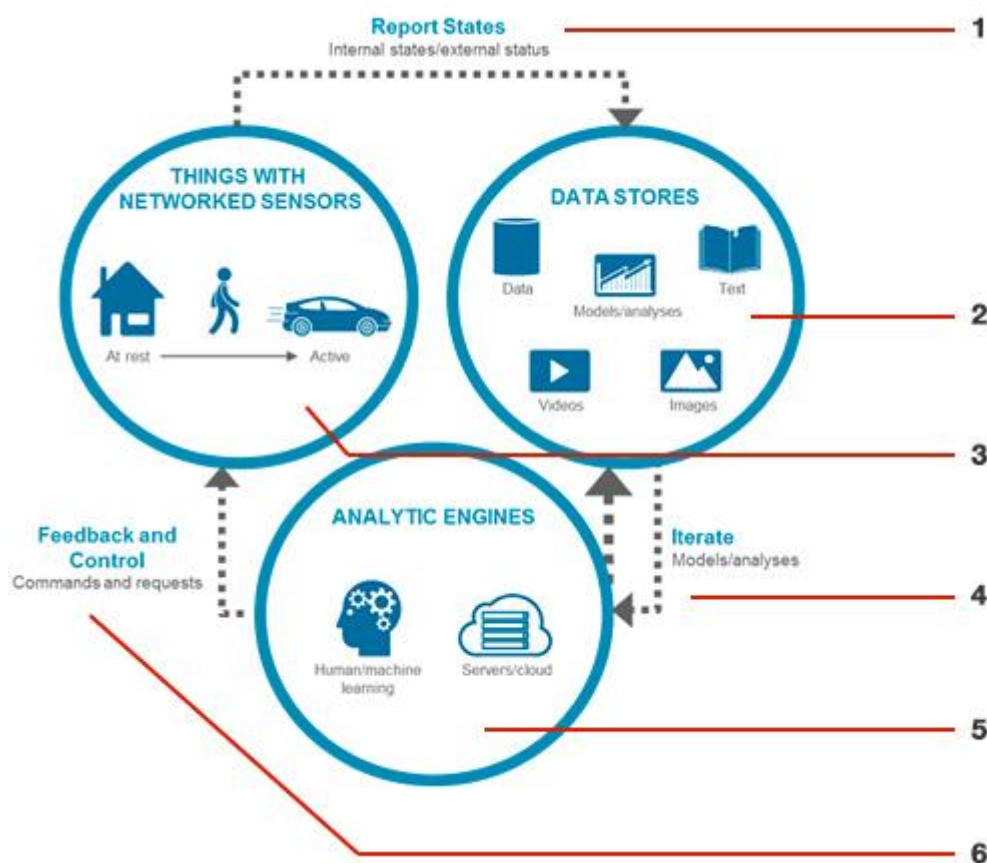 Report States
Internal states/external status
1
THINGS WITH
NETWORKED SENSORS
At rest
Active
DATA STORES
Data
Models/analyses
Text
Videos
Images
2
3
Feedback and
Control
Commands and requests
ANALYTIC ENGINES
Human/machine
learning
Servers/cloud
Iterate
Models/analyses
4
5
6